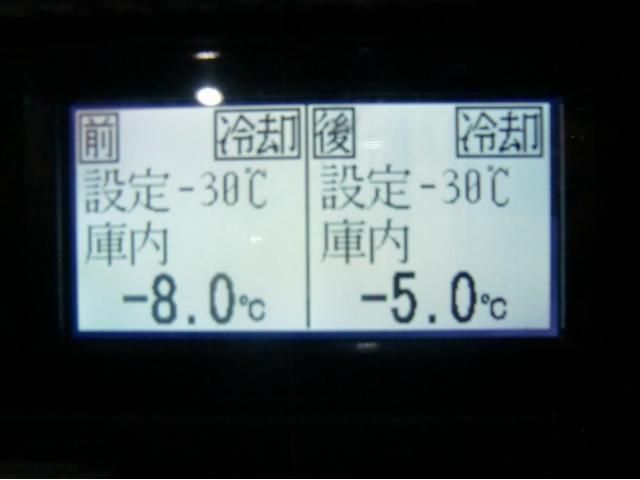 前 冷却
設定-30℃
庫内
-8.0℃
後 冷却
設定-30℃
庫内
-5.0℃